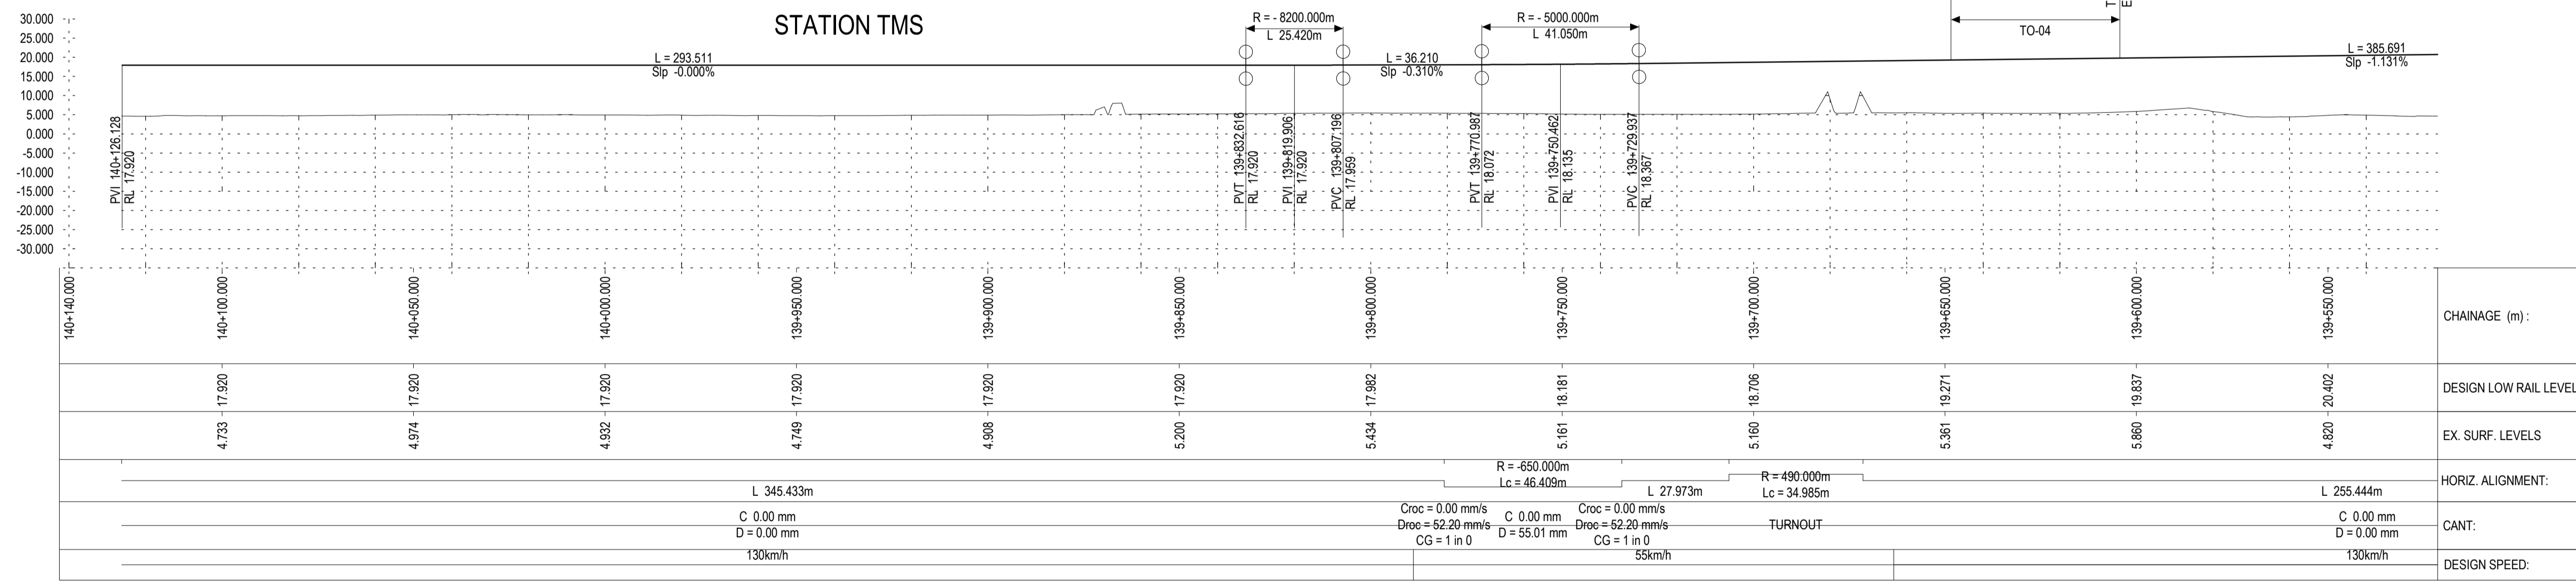 STATION TMS
30.000
25.000
20.000
15.000
10.000
5.000
0.000
-5.000
-10.000
-15.000
-20.000
-25.000
-30.000
L = 293.511
Slp -0.000%
R = - 8200.000m
L 25.420m
L = 36.210
Slp -0.310%
R = - 5000.000m
L 41.050m
TO-04
T
E
L = 385.691
Slp -1.131%
PVI 140+126.128
RL 17.920
PVT 139+832.616
RL 17.920
PVI 139+819.906
RL 17.920
PVC 139+807.196
RL 17.959
PVT 139+770.987
RL 18.072
PVI 139+750.462
RL 18.135
PVC 139+729.937
RL 18.367
140+140.000
140+100.000
140+050.000
140+000.000
139+950.000
139+900.000
139+850.000
139+800.000
139+750.000
139+700.000
139+650.000
139+600.000
139+550.000
CHAINAGE (m) :
17.920
17.920
17.920
17.920
17.920
17.920
17.982
18.181
18.706
19.271
19.837
20.402
DESIGN LOW RAIL LEVEL
4.733
4.974
4.932
4.749
4.908
5.200
5.434
5.161
5.160
5.361
5.860
4.820
EX. SURF. LEVELS
L 345.433m
R = -650.000m
Lc = 46.409m
L 27.973m
R = 490.000m
Lc = 34.985m
L 255.444m
HORIZ. ALIGNMENT:
C 0.00 mm
D = 0.00 mm
Croc = 0.00 mm/s
Droc = 52.20 mm/s
CG = 1 in 0
C 0.00 mm
D = 55.01 mm
Croc = 0.00 mm/s
Droc = 52.20 mm/s
CG = 1 in 0
TURNOUT
C 0.00 mm
D = 0.00 mm
CANT:
130km/h
55km/h
130km/h
DESIGN SPEED: